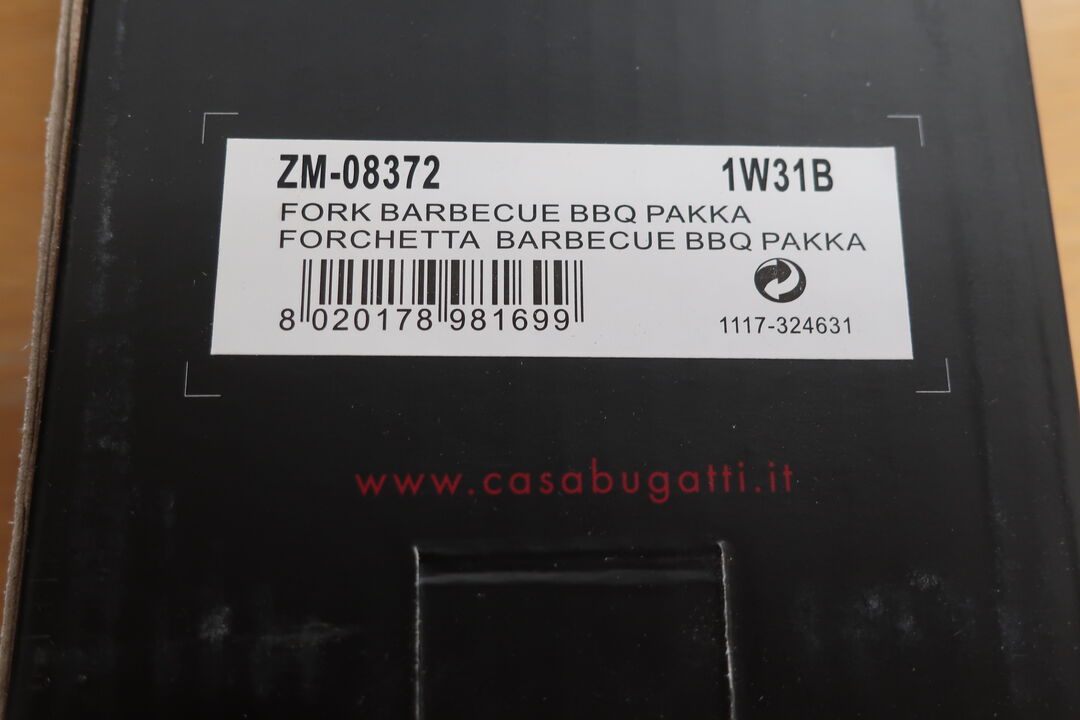 ZM-08372 1W31B
FORK BARBECUE BBQ PAKKA
FORCHETTA BARBECUE BBQ PAKKA
8 020178 981699
1117-324631
www.casabugatti.it